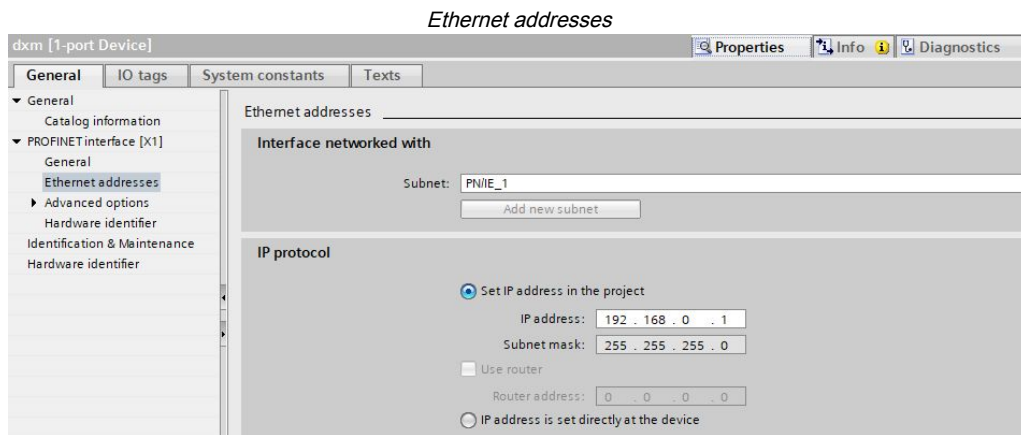 Ethernet addresses
dxm [1-port Device]
Properties Info Diagnostics
General IO tags System constants Texts
General
Catalog information
PROFINET interface [X1]
General
Ethernet addresses
Advanced options
Hardware identifier
Identification & Maintenance
Hardware identifier
Ethernet addresses
Interface networked with
Subnet: PN/IE_1
Add new subnet
IP protocol
Set IP address in the project
IP address: 192 . 168 . 0 . 1
Subnet mask: 255 . 255 . 255 . 0
Use router
Router address: 0 . 0 . 0 . 0
IP address is set directly at the device